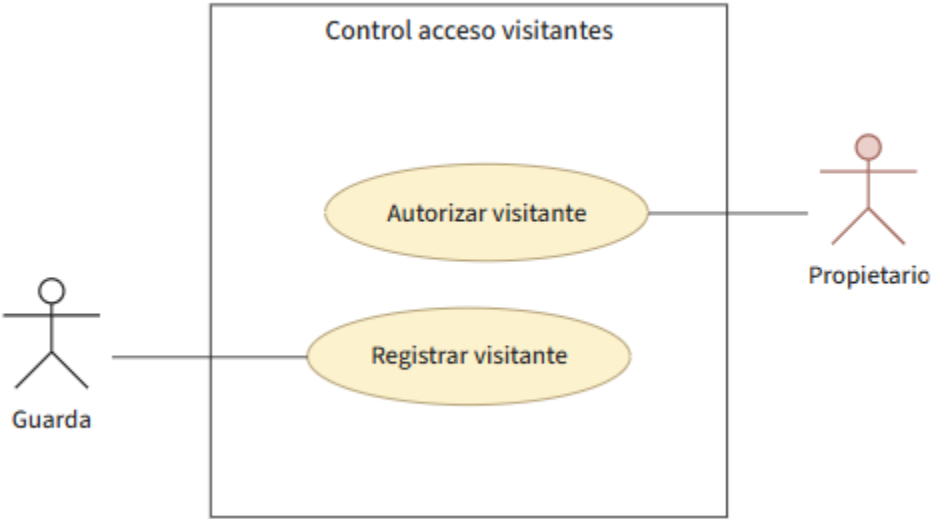 Control acceso visitantes
Autorizar visitante
Propietario
Registrar visitante
Guarda